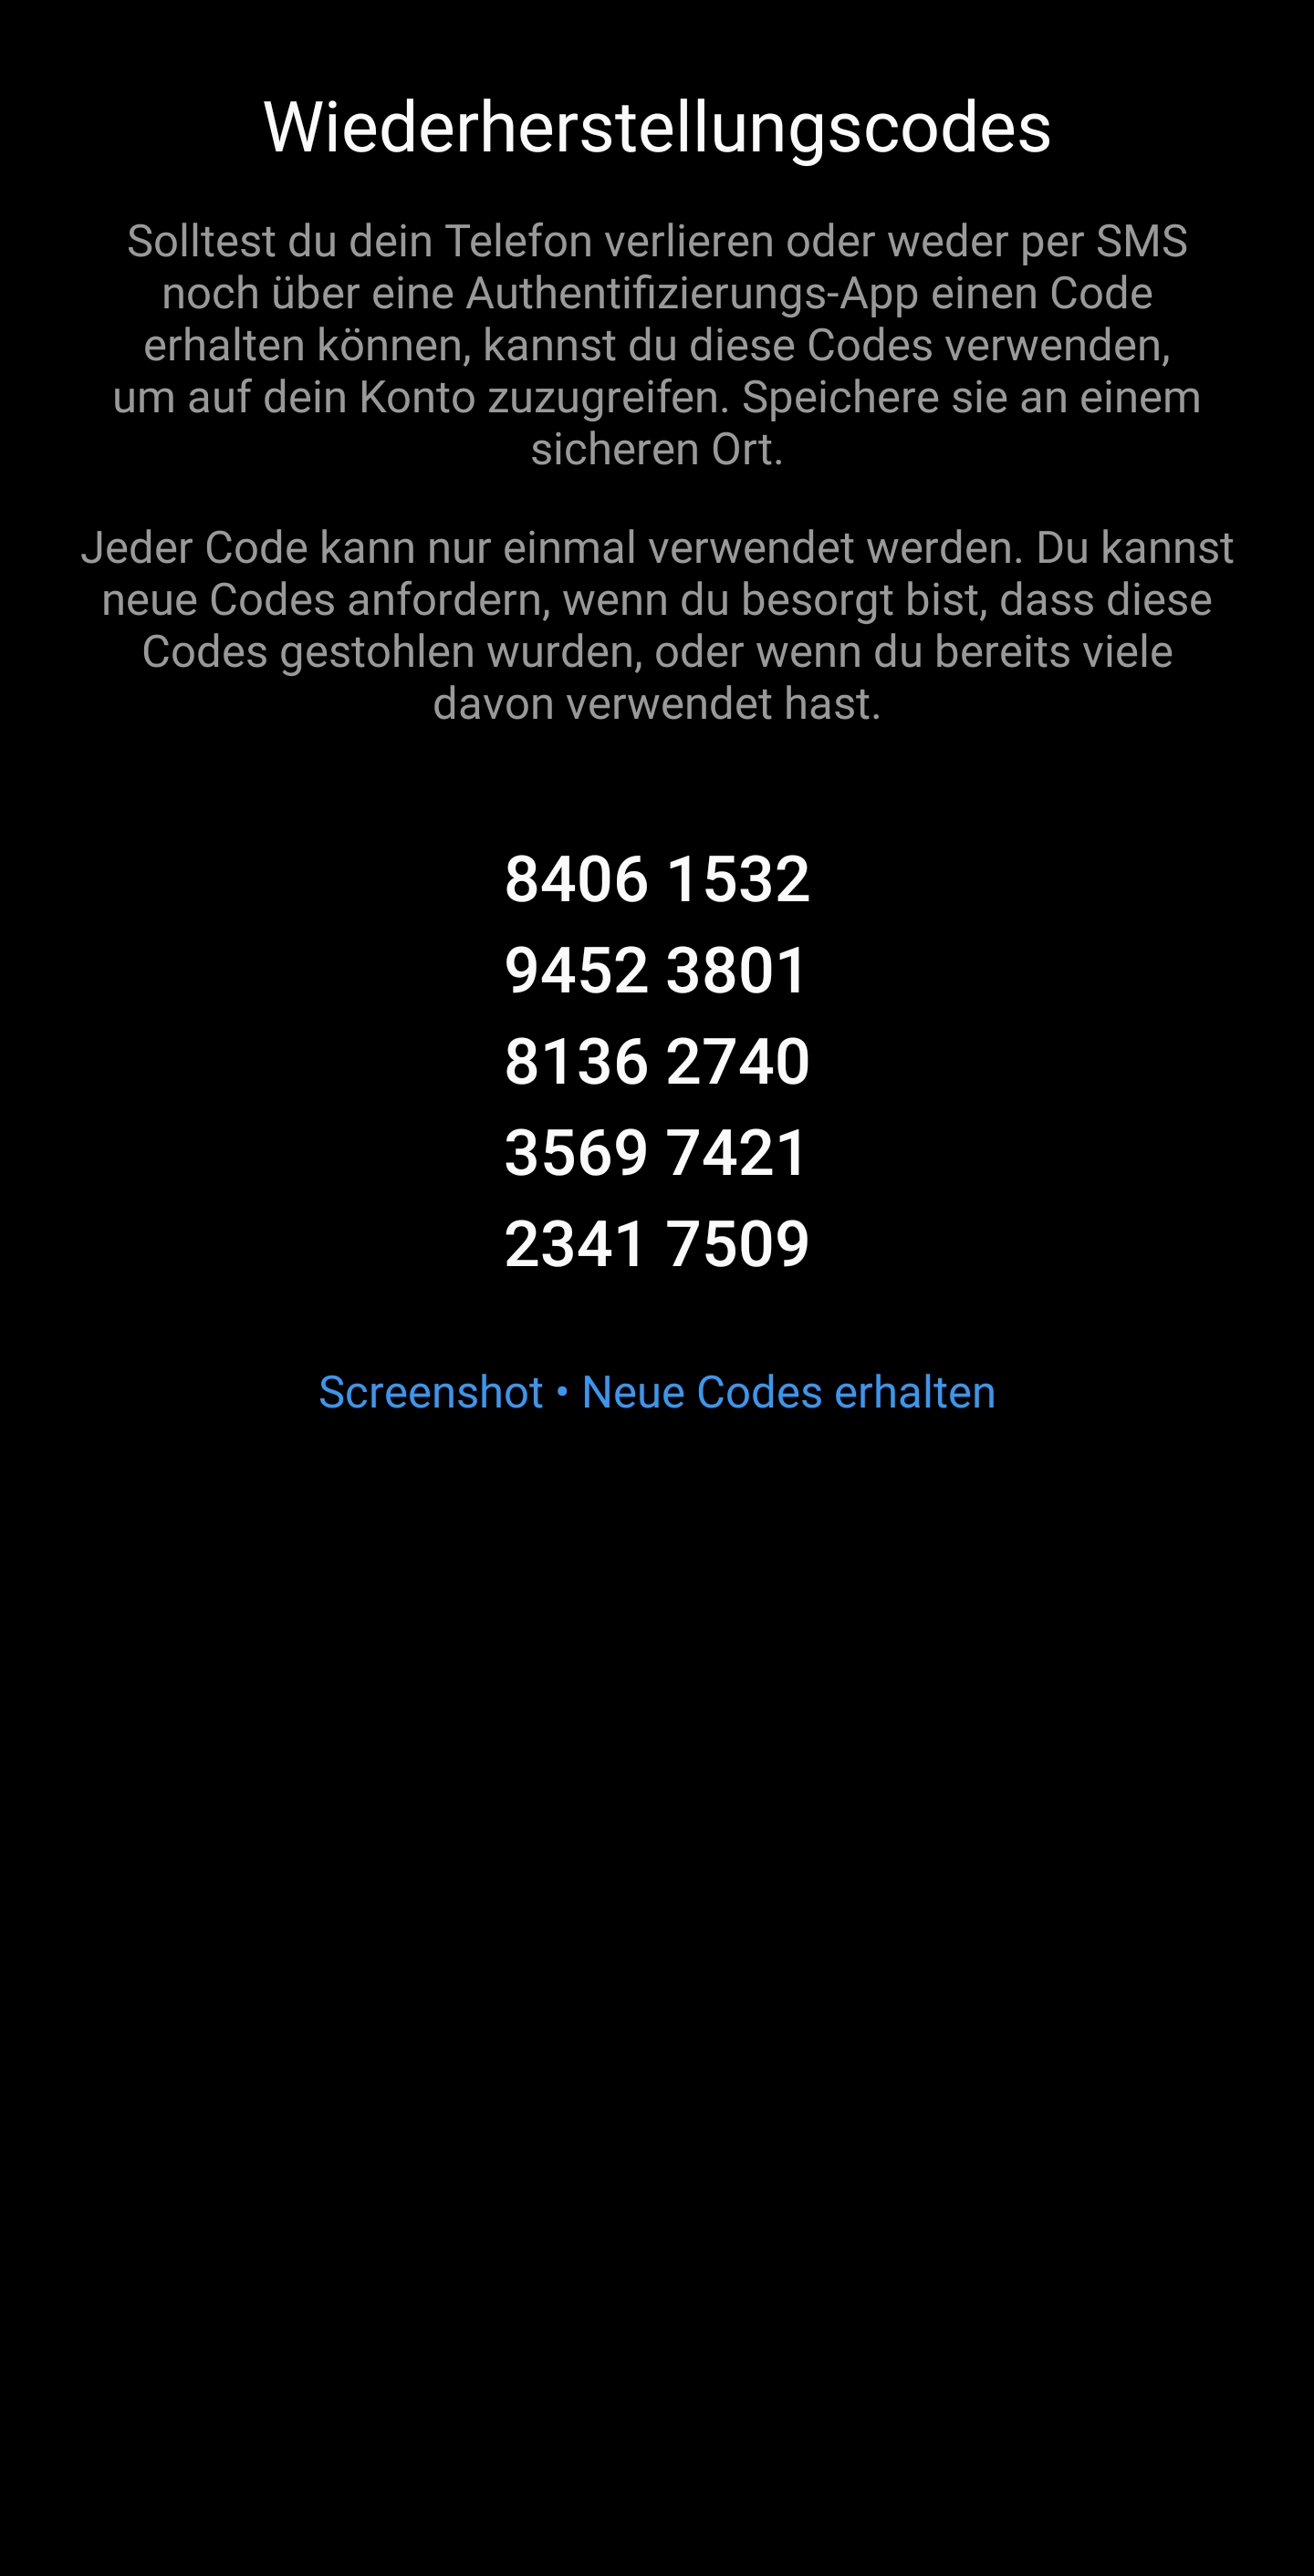 Wiederherstellungscodes
Solltest du dein Telefon verlieren oder weder per SMS
noch über eine Authentifizierungs-App einen Code
erhalten können, kannst du diese Codes verwenden,
um auf dein Konto zuzugreifen. Speichere sie an einem
sicheren Ort.
Jeder Code kann nur einmal verwendet werden. Du kannst
neue Codes anfordern, wenn du besorgt bist, dass diese
Codes gestohlen wurden, oder wenn du bereits viele
davon verwendet hast.
8406 1532
9452 3801
8136 2740
3569 7421
2341 7509
Screenshot • Neue Codes erhalten